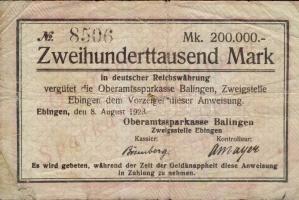 № 8506 Mk. 200.000.-
Zweihunderttausend Mark
in deutscher Reichswährung
vergütet die Oberamtssparkasse Balingen, Zweigstelle
Ebingen dem Vorzeiger dieser Anweisung.
Ebingen, den 8. August 1923.
Oberamtssparkasse Balingen
Zweigstelle Ebingen
Kassier: Kontrolleur:
Es wird gebeten, während der Zeit der Geldknappheit diese Anweisung
in Zahlung zu nehmen.